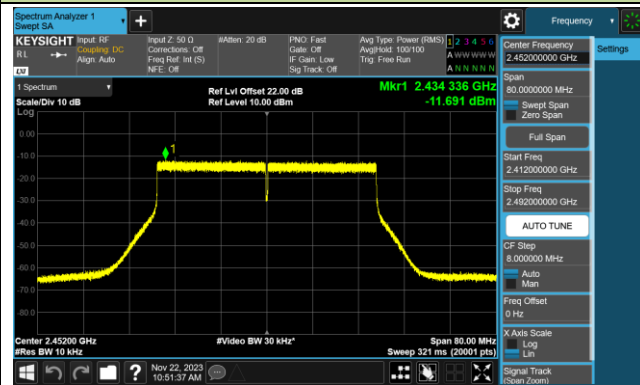 Spectrum Analyzer 1
Swept SA
Frequency
KEYSIGHT
RL
LXI
Input: RF
Coupling: DC
Align: Auto
Input Z: 50 Ω
Corrections: Off
Freq Ref: Int (S)
NFE: Off
#Atten: 20 dB
PNO: Fast
Gate: Off
IF Gain: Low
Sig Track: Off
Avg Type: Power (RMS)
Avg|Hold: 100/100
Trig: Free Run
1 2 3 4 5 6
A W W W W W
A N N N N N
1 Spectrum
Scale/Div 10 dB
Log
Ref Lvl Offset 22.00 dB
Ref Level 10.00 dBm
Mkr1 2.434 336 GHz
-11.691 dBm
1
0.00
-10.0
-20.0
-30.0
-40.0
-50.0
-60.0
-70.0
-80.0
Center 2.45200 GHz
#Res BW 10 kHz
#Video BW 30 kHz*
Span 80.00 MHz
Sweep 321 ms (20001 pts)
Nov 22, 2023
10:51:37 AM
Center Frequency
2.452000000 GHz
Settings
Span
80.0000000 MHz
Swept Span
Zero Span
Full Span
Start Freq
2.412000000 GHz
Stop Freq
2.492000000 GHz
AUTO TUNE
CF Step
8.000000 MHz
Auto
Man
Freq Offset
0 Hz
X Axis Scale
Log
Lin
Signal Track
(Span Zoom)